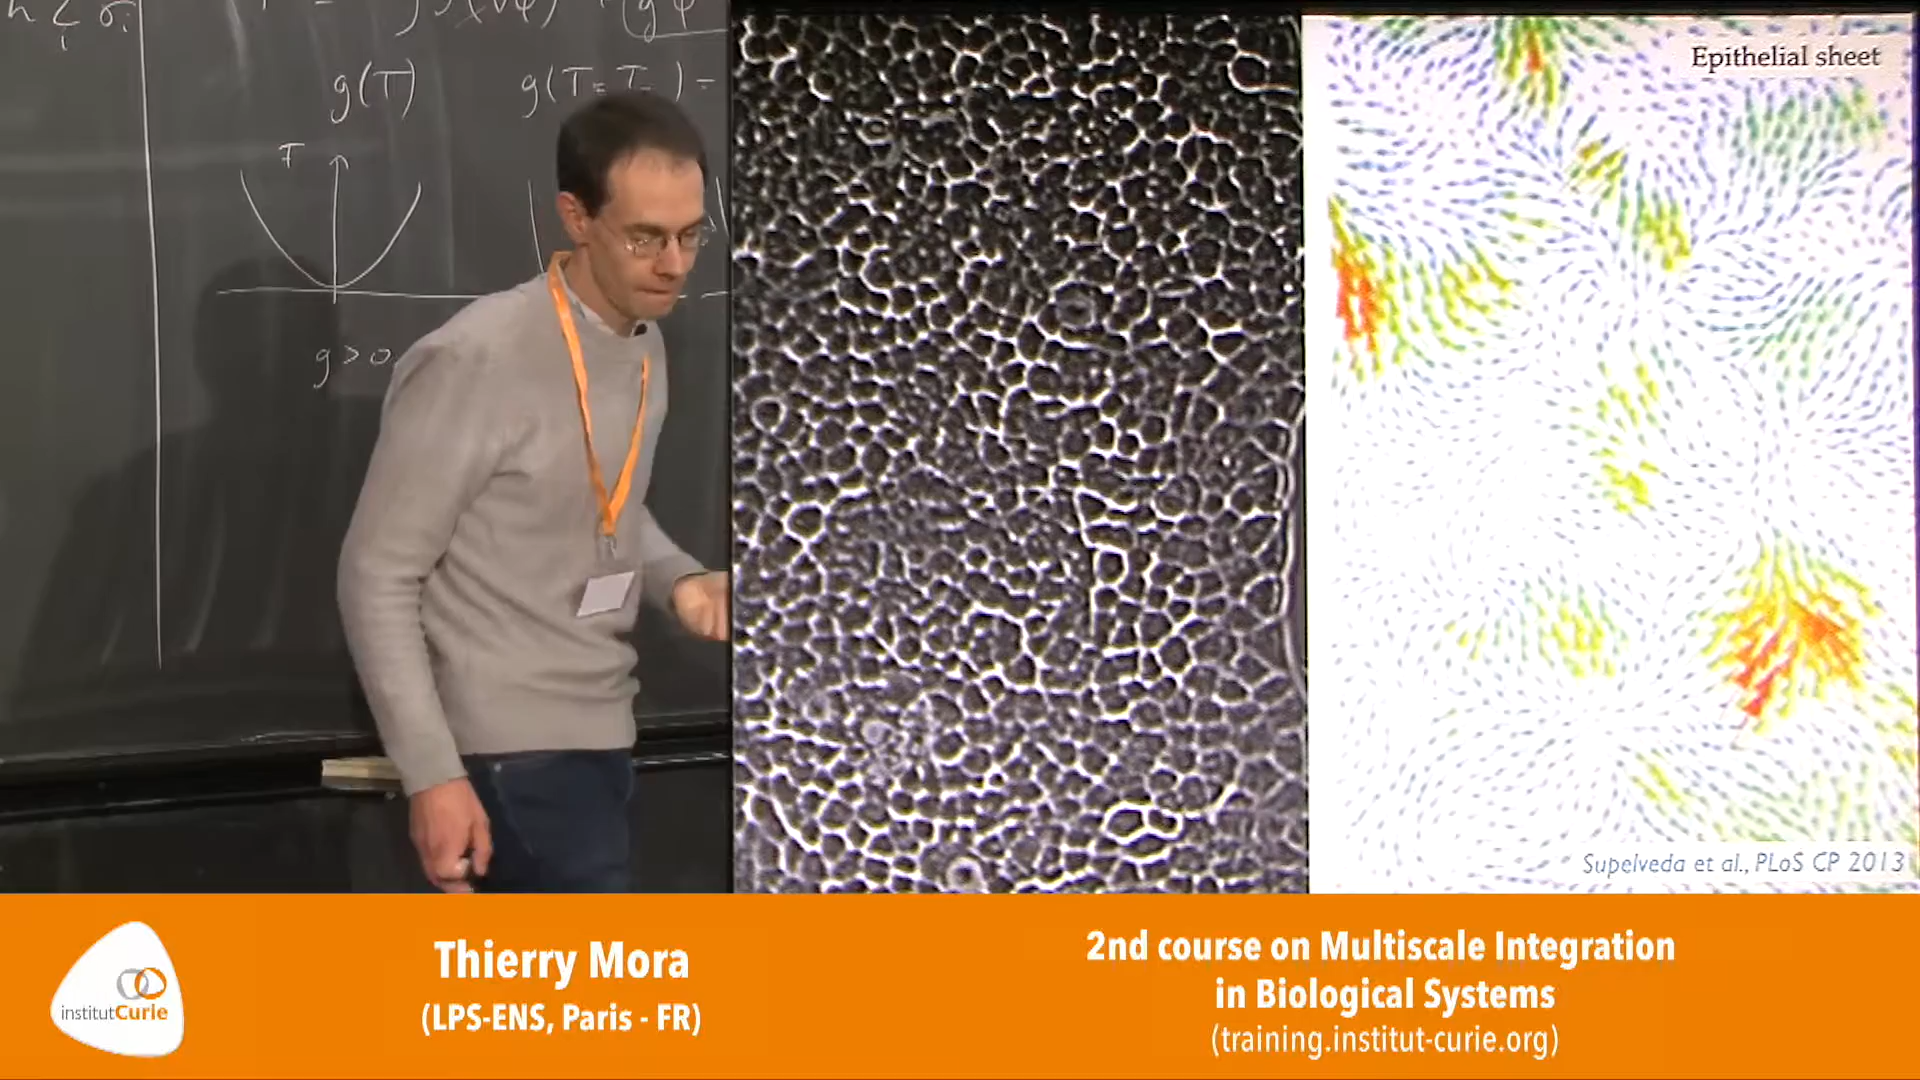 g(T)
g(T=T
F
g>0
Epithelial sheet
Supelveda et al., PLoS CP 2013
institutCurie
Thierry Mora
(LPS-ENS, Paris - FR)
2nd course on Multiscale Integration
in Biological Systems
(training.institut-curie.org)